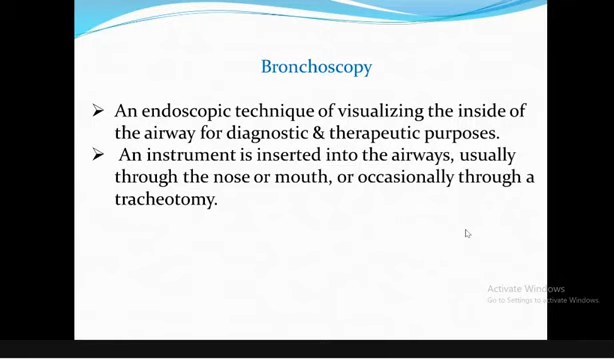 Bronchoscopy
➢ An endoscopic technique of visualizing the inside of
the airway for diagnostic & therapeutic purposes.
➢ An instrument is inserted into the airways, usually
through the nose or mouth, or occasionally through a
tracheotomy.
Activate Windows
Go to Settings to activate Windows.